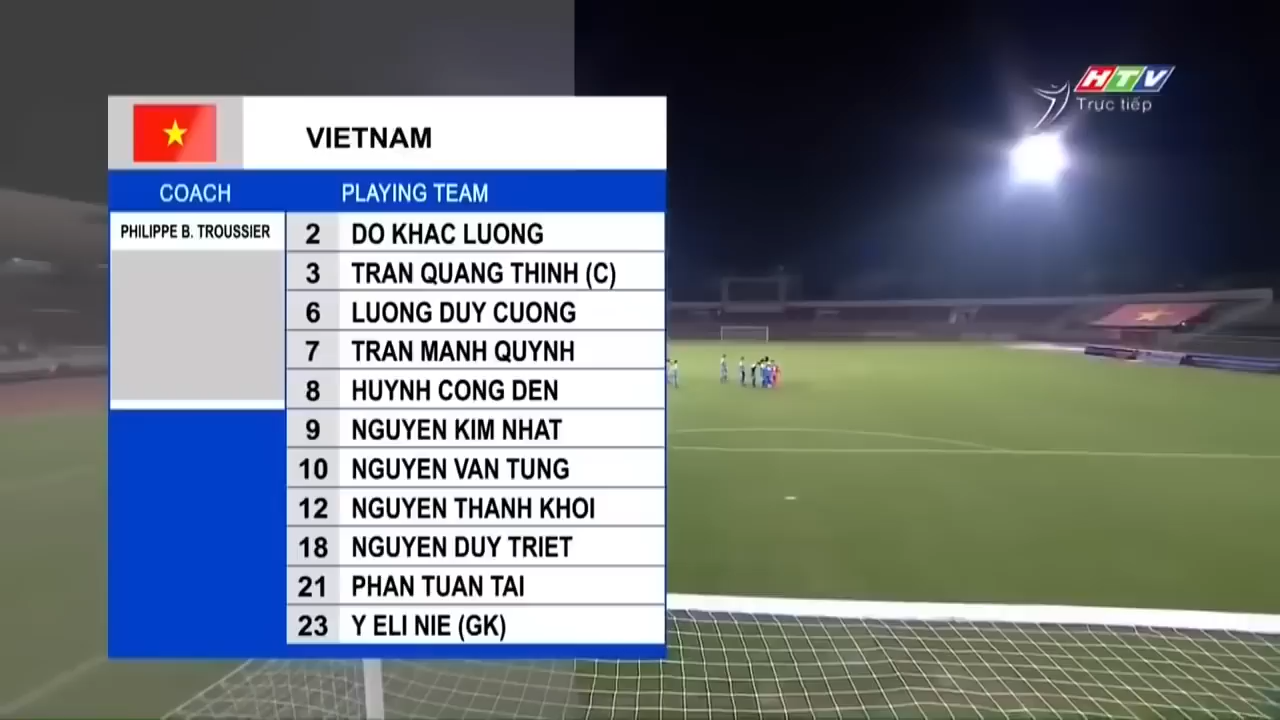 HTV
Trực tiếp
VIETNAM
COACH
PLAYING TEAM
PHILIPPE B. TROUSSIER
2 DO KHAC LUONG
3 TRAN QUANG THINH (C)
6 LUONG DUY CUONG
7 TRAN MANH QUYNH
8 HUYNH CONG DEN
9 NGUYEN KIM NHAT
10 NGUYEN VAN TUNG
12 NGUYEN THANH KHOI
18 NGUYEN DUY TRIET
21 PHAN TUAN TAI
23 Y ELI NIE (GK)